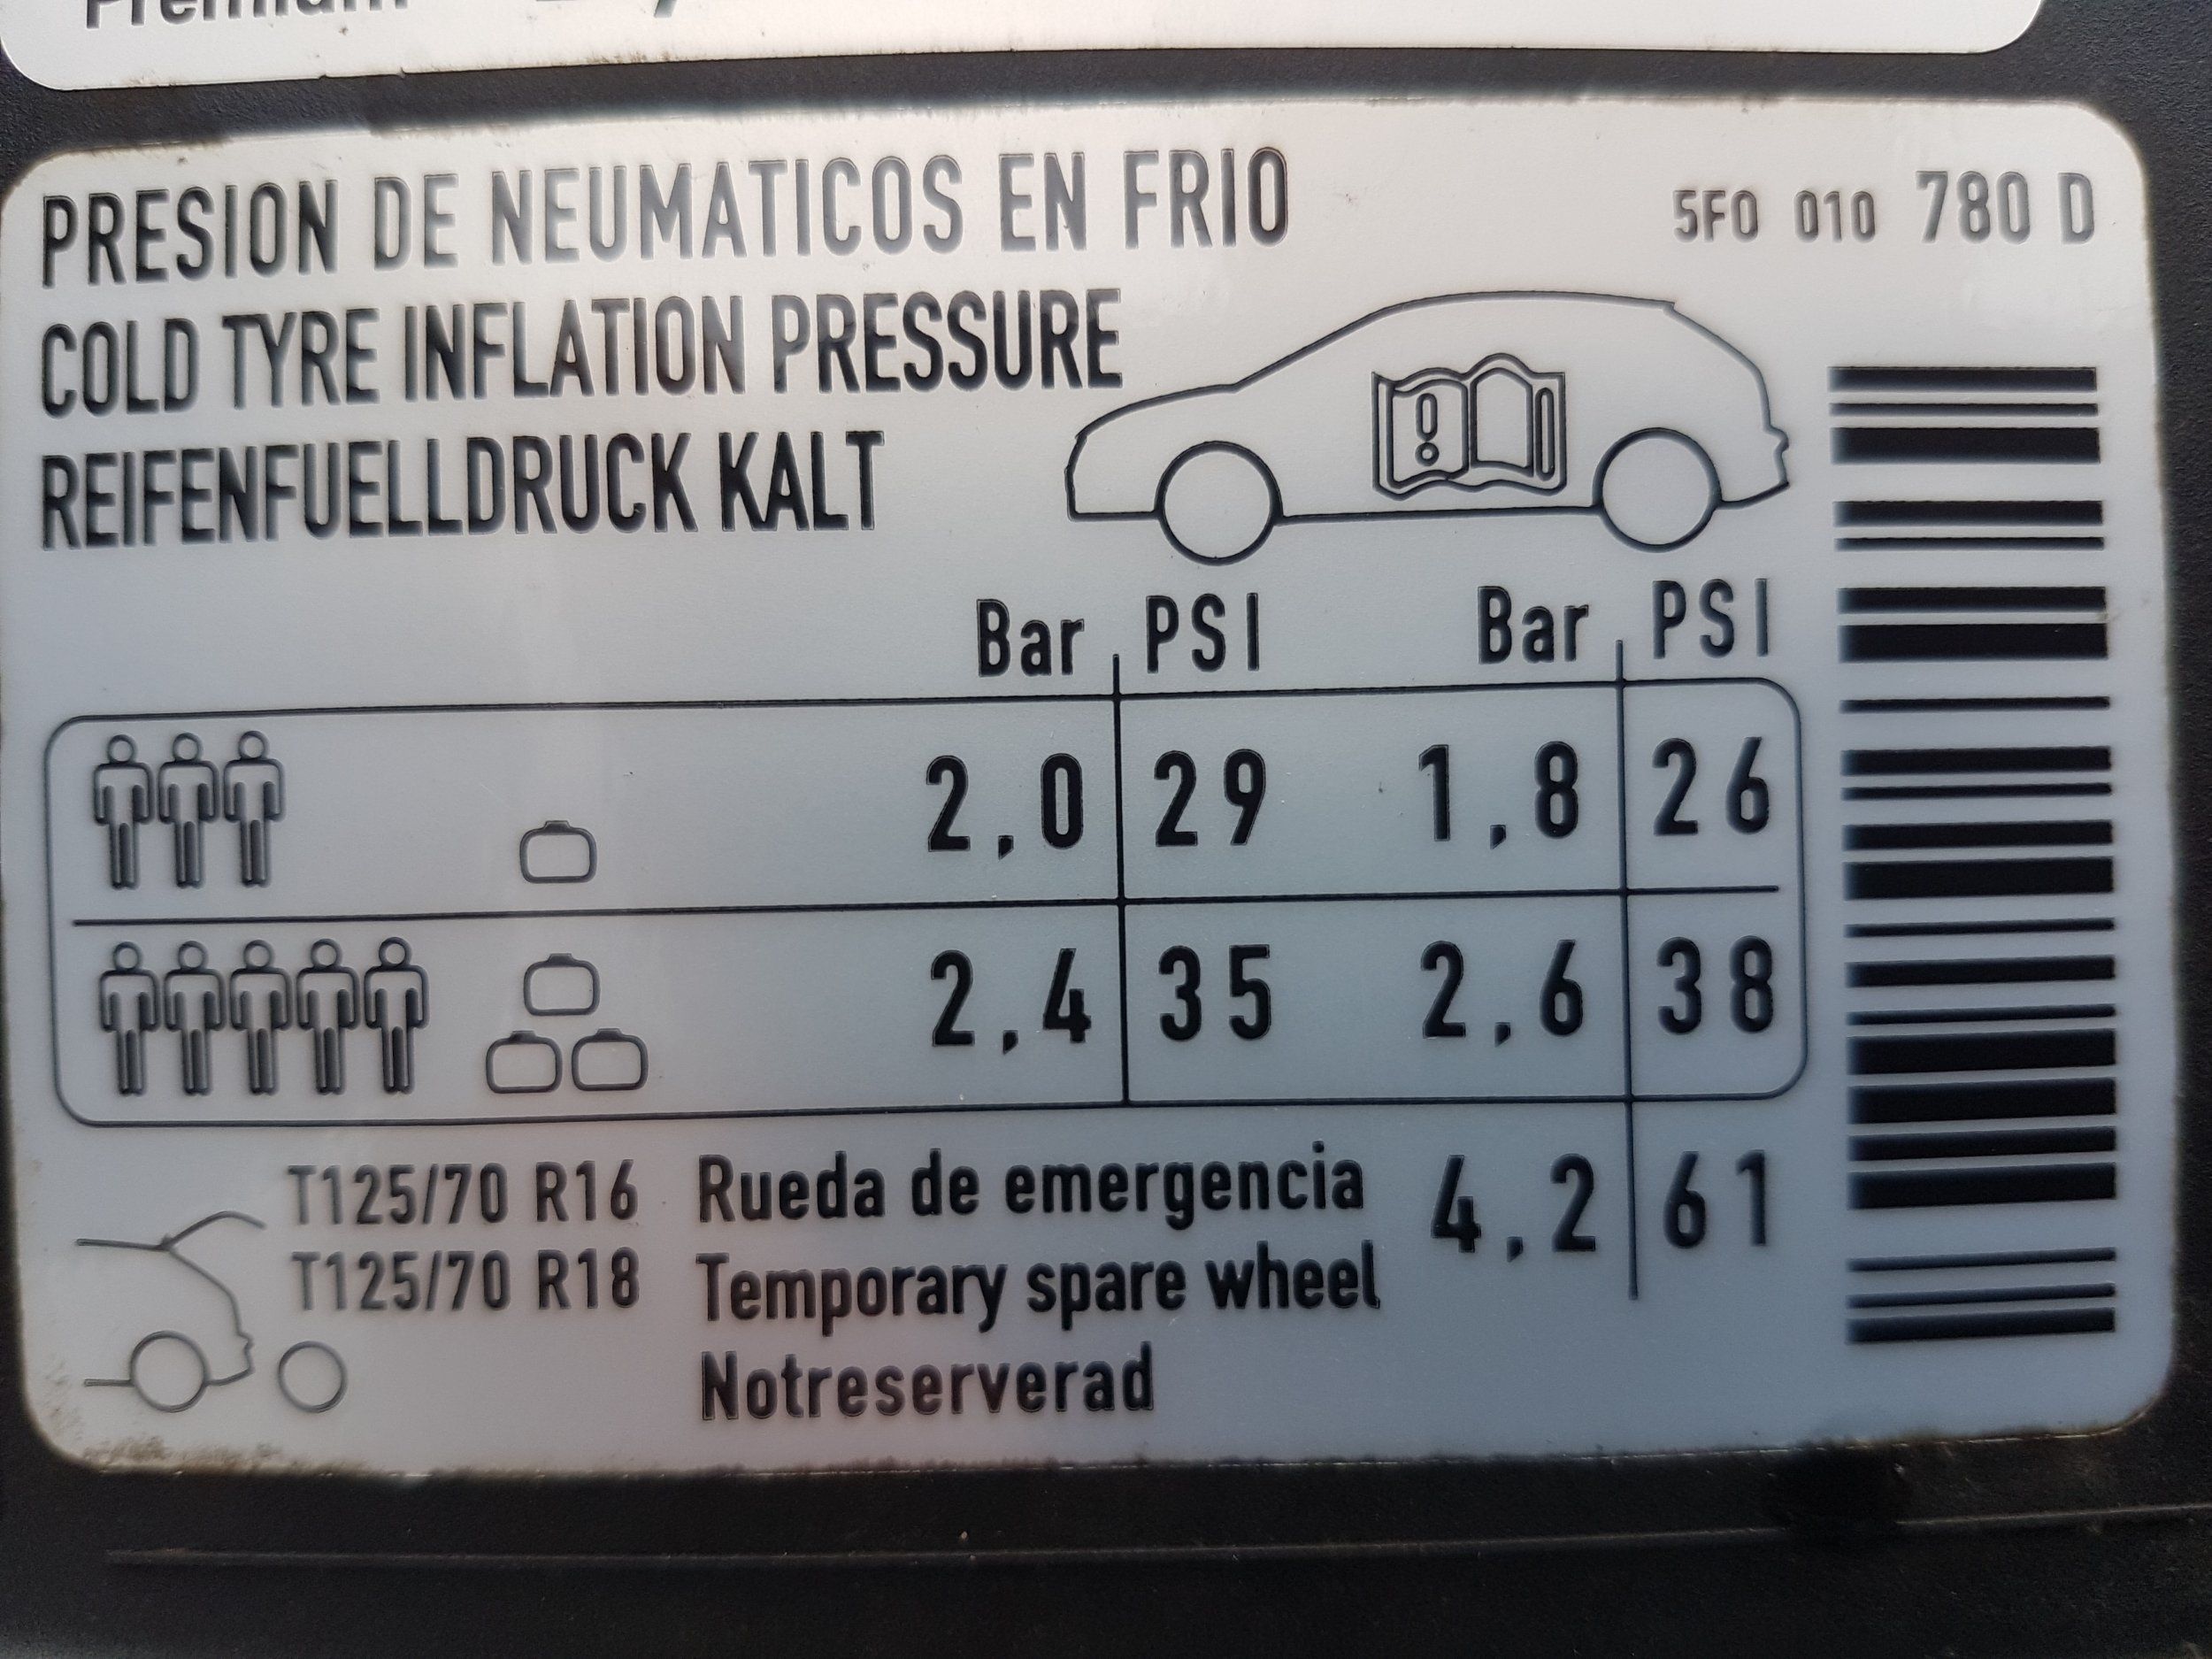 Premium
PRESION DE NEUMATICOS EN FRIO 5F0 010 780 D
COLD TYRE INFLATION PRESSURE
REIFENFUELLDRUCK KALT
Bar PSI Bar PSI
2,0 29 1,8 26
2,4 35 2,6 38
T125/70 R16 Rueda de emergencia 4,2 61
T125/70 R18 Temporary spare wheel
Notreserverad